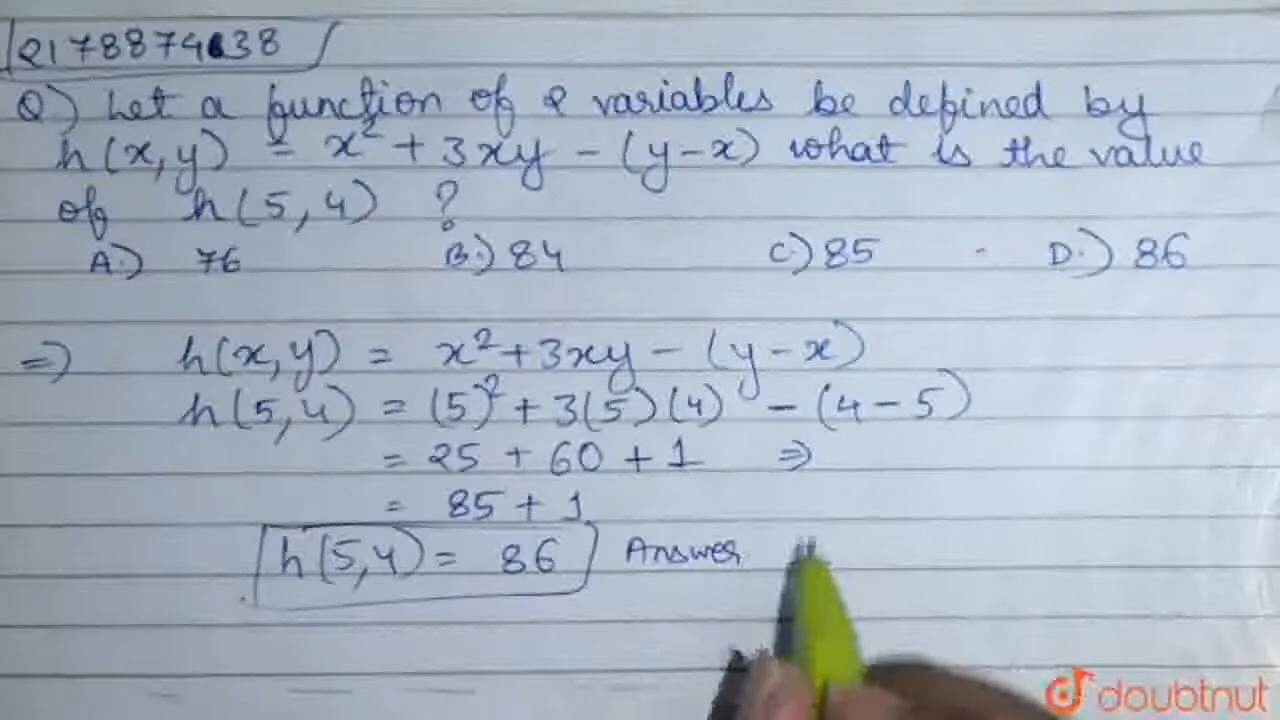 2178874638
Q) Let a function of 2 variables be defined by
h(x,y) = x² + 3xy - (y-x) what is the value
of h(5,4) ?
A.) 76 B.) 84 C.) 85 D.) 86
=> h(x,y) = x² + 3xy - (y-x)
h(5,4) = (5)² + 3(5)(4) - (4-5)
= 25 + 60 + 1 =>
= 85 + 1
h(5,4) = 86 Answer
doubtnut